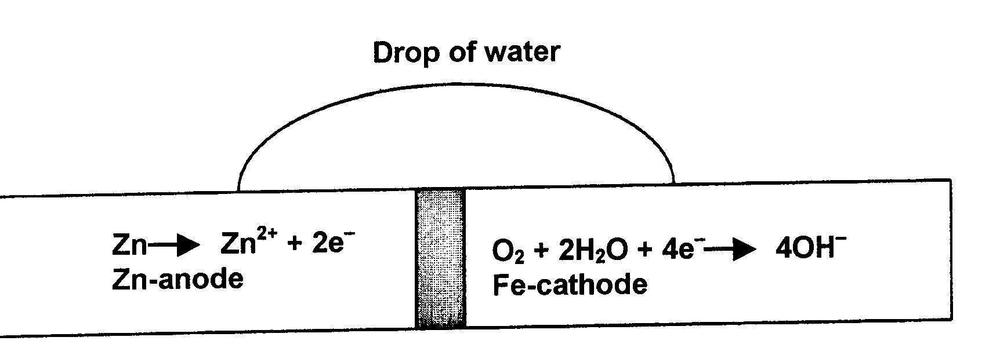 Drop of water
Zn→ Zn²⁺ + 2e⁻
Zn-anode
O₂ + 2H₂O + 4e⁻→ 4OH⁻
Fe-cathode